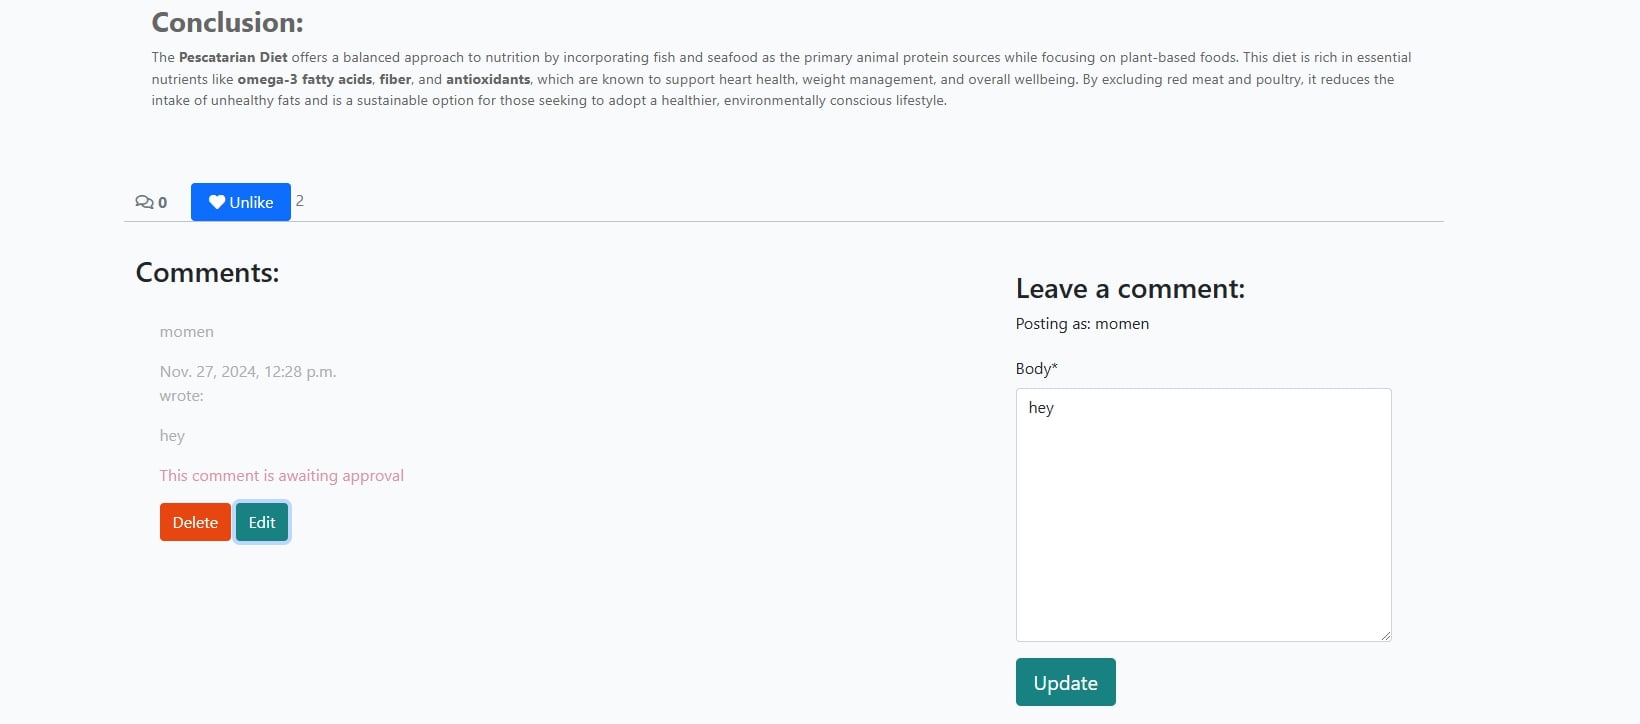 Conclusion:
The Pescatarian Diet offers a balanced approach to nutrition by incorporating fish and seafood as the primary animal protein sources while focusing on plant-based foods. This diet is rich in essential
nutrients like omega-3 fatty acids, fiber, and antioxidants, which are known to support heart health, weight management, and overall wellbeing. By excluding red meat and poultry, it reduces the
intake of unhealthy fats and is a sustainable option for those seeking to adopt a healthier, environmentally conscious lifestyle.
0 Unlike 2
Comments:
momen
Nov. 27, 2024, 12:28 p.m.
wrote:
hey
This comment is awaiting approval
Delete Edit
Leave a comment:
Posting as: momen
Body*
hey
Update